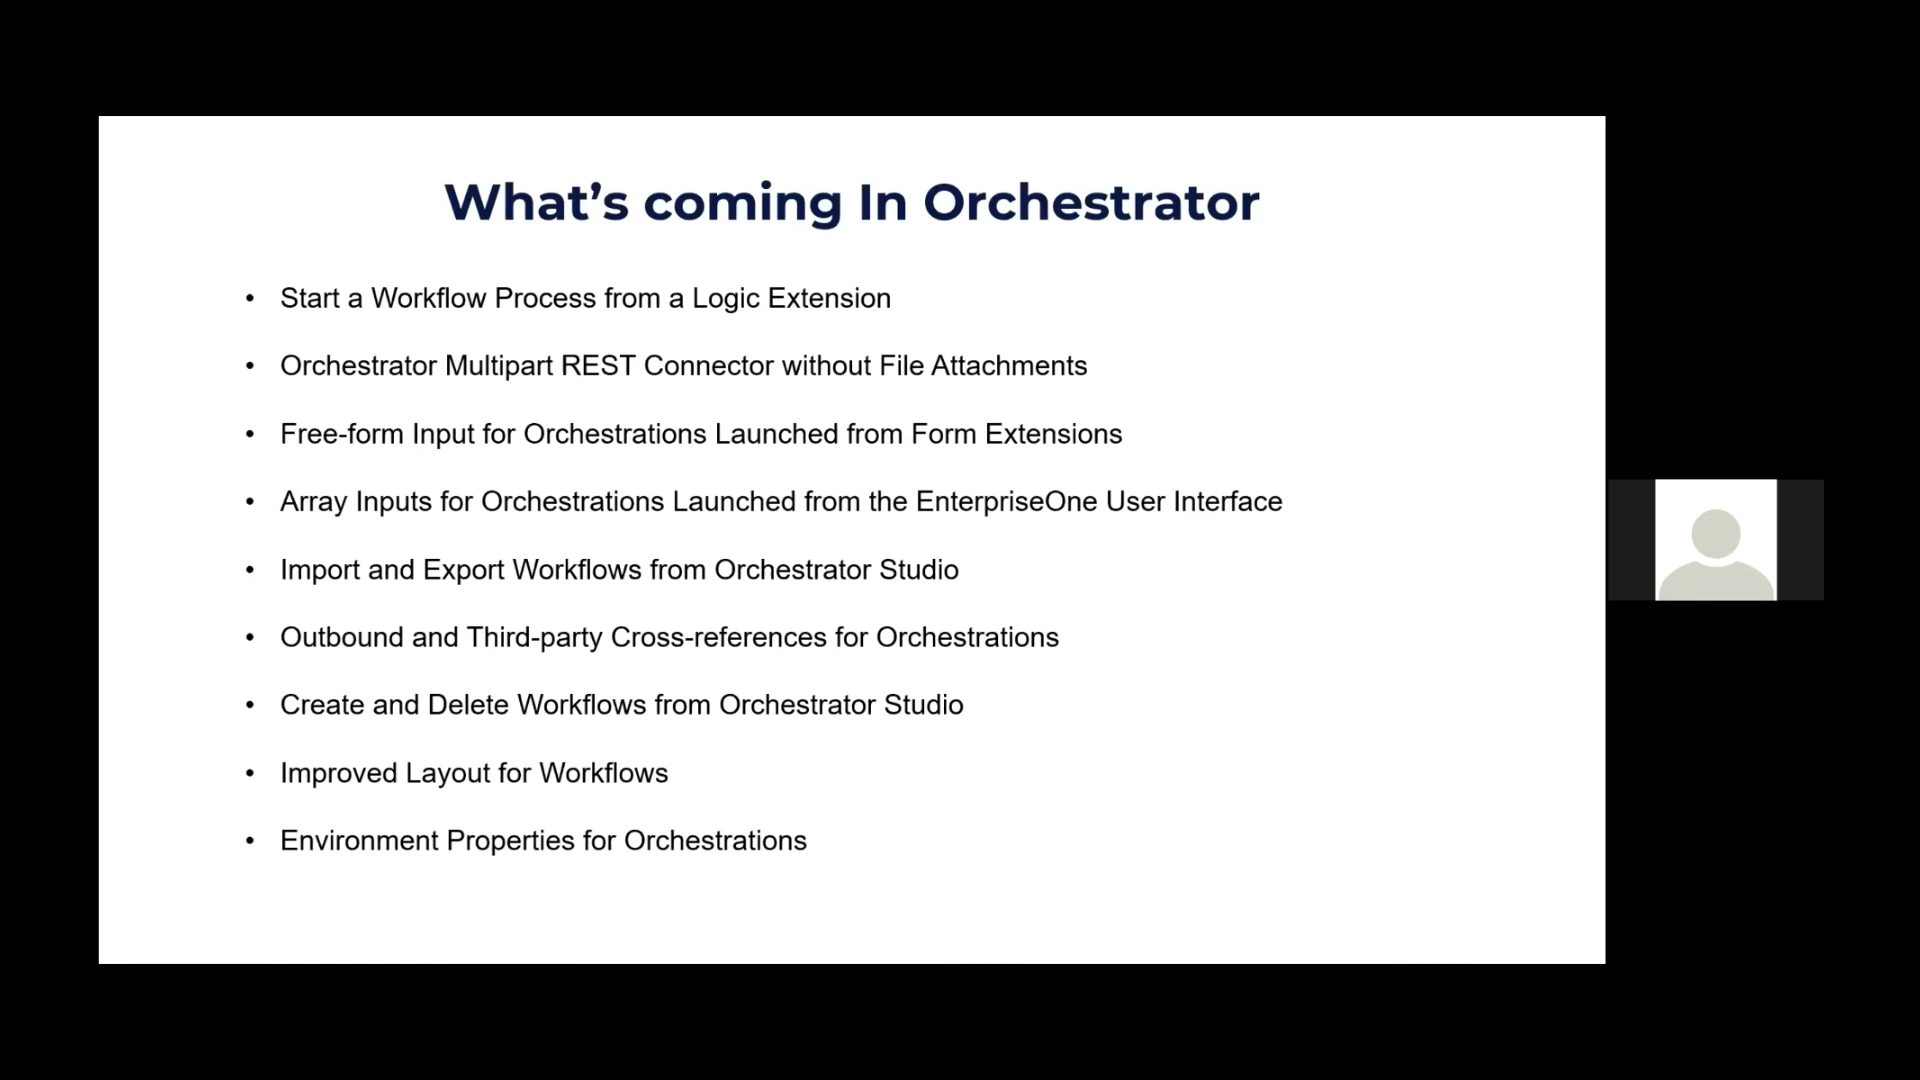 What’s coming In Orchestrator
• Start a Workflow Process from a Logic Extension
• Orchestrator Multipart REST Connector without File Attachments
• Free-form Input for Orchestrations Launched from Form Extensions
• Array Inputs for Orchestrations Launched from the EnterpriseOne User Interface
• Import and Export Workflows from Orchestrator Studio
• Outbound and Third-party Cross-references for Orchestrations
• Create and Delete Workflows from Orchestrator Studio
• Improved Layout for Workflows
• Environment Properties for Orchestrations